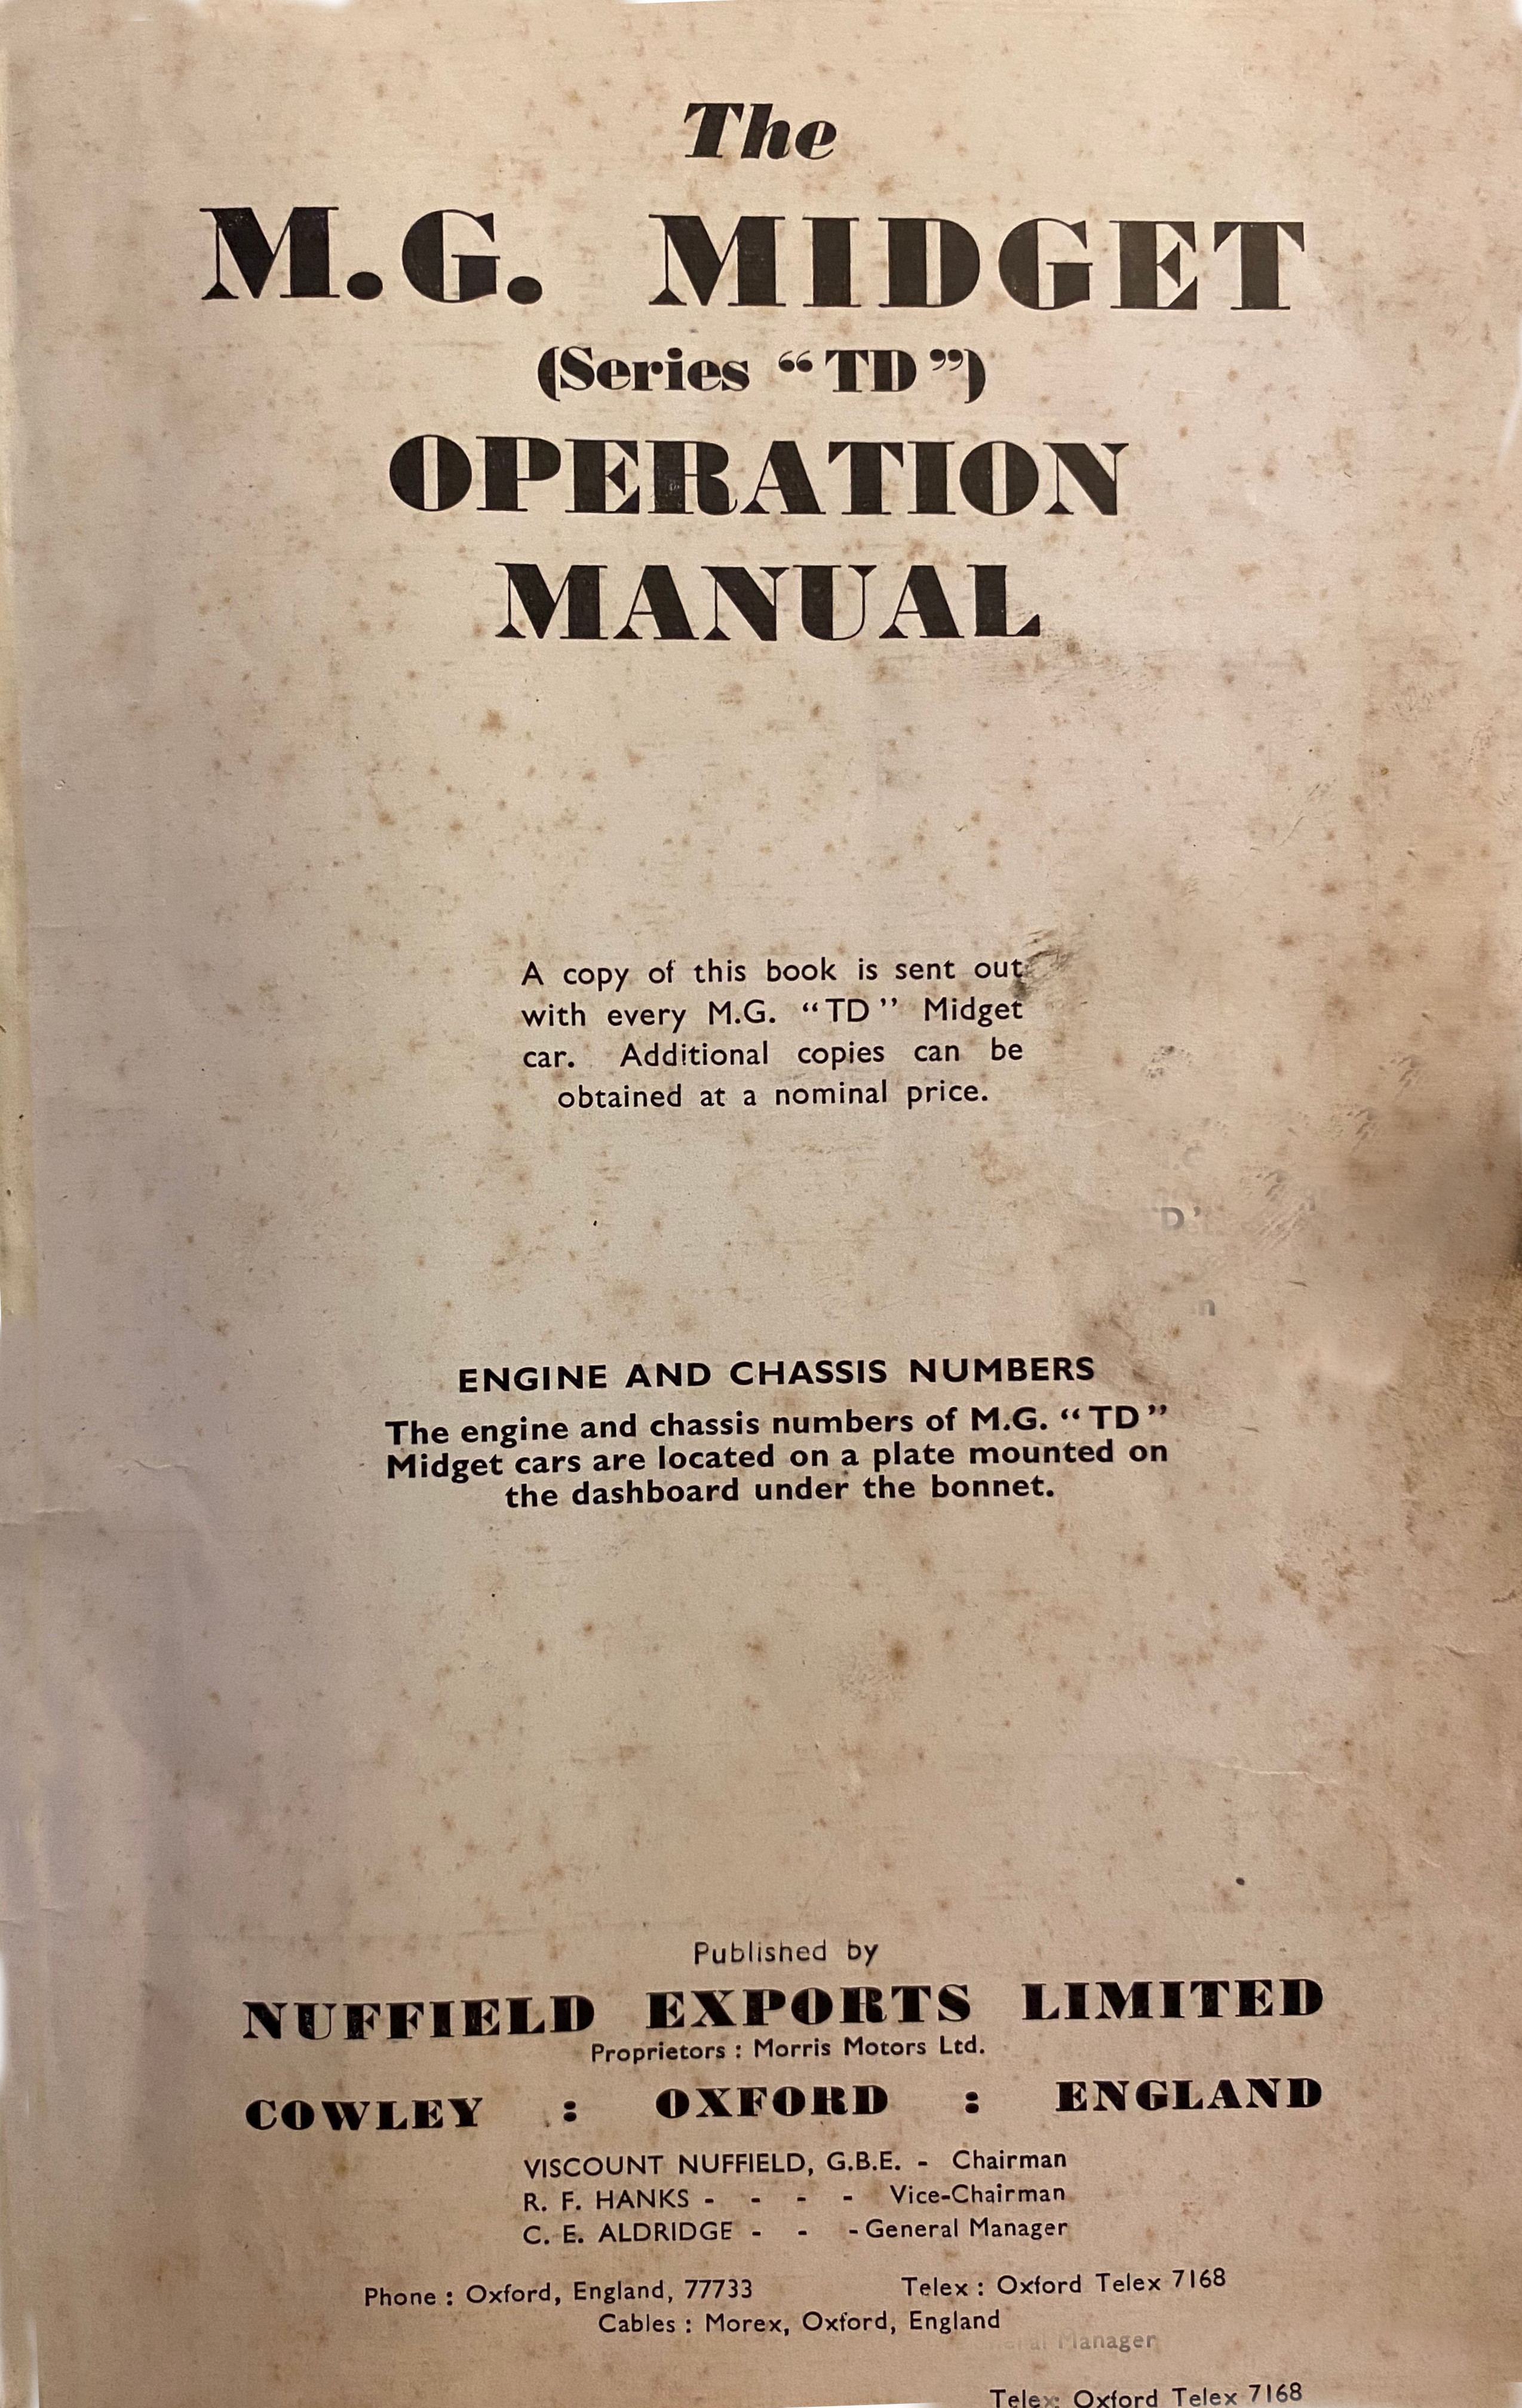 The
M.G. MIDGET
(Series “TD”)
OPERATION
MANUAL
A copy of this book is sent out
with every M.G. “TD” Midget
car. Additional copies can be
obtained at a nominal price.
D’
n
ENGINE AND CHASSIS NUMBERS
The engine and chassis numbers of M.G. “TD”
Midget cars are located on a plate mounted on
the dashboard under the bonnet.
Published by
NUFFIELD EXPORTS LIMITED
Proprietors : Morris Motors Ltd.
COWLEY : OXFORD : ENGLAND
VISCOUNT NUFFIELD, G.B.E. - Chairman
R. F. HANKS - - - - Vice-Chairman
C. E. ALDRIDGE - - - General Manager
Phone : Oxford, England, 77733 Telex : Oxford Telex 7168
Cables : Morex, Oxford, England
Manager
Telex: Oxford Telex 7168